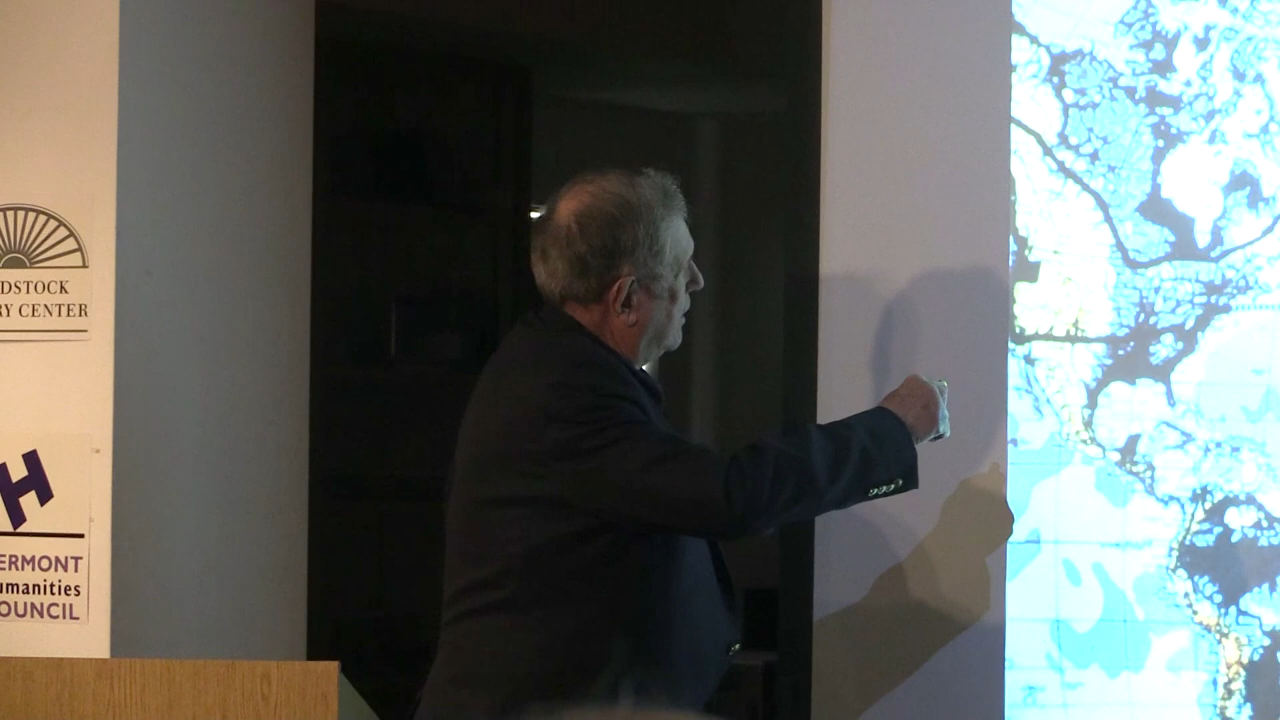 DSTOCK
RY CENTER
H
ERMONT
umanities
OUNCIL